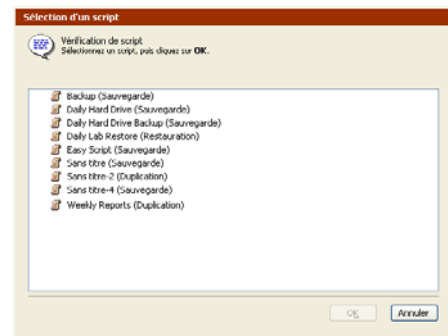 Sélection d'un script
Vérification de script
Sélectionnez un script, puis cliquez sur OK.
Backup (Sauvegarde)
Daily Hard Drive (Sauvegarde)
Daily Hard Drive Backup (Sauvegarde)
Daily Lab Restore (Restauration)
Easy Script (Sauvegarde)
Sans titre (Sauvegarde)
Sans titre-2 (Duplication)
Sans titre-4 (Sauvegarde)
Weekly Reports (Duplication)
OK Annuler